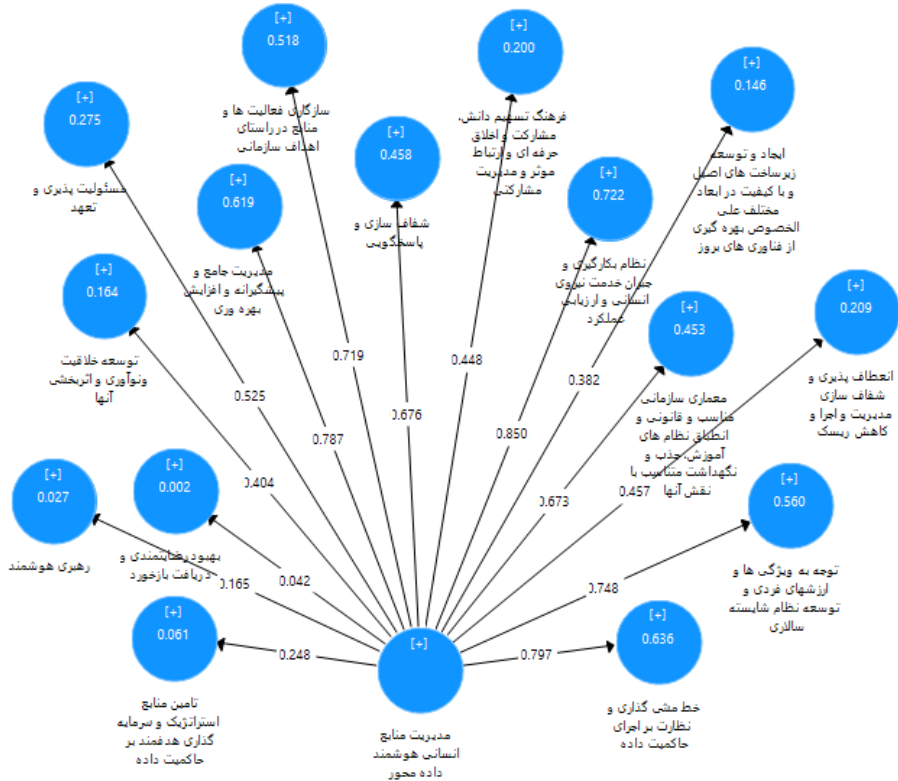 [+]
0.518
سازگاری فعالیت ها و
منابع در راستای
اهداف سازمانی
[+]
0.200
فرهنگ تسهیم دانش،
مشارکت و اخلاق
حرفه ای و ارتباط
موثر و مدیریت
مشارکتی
[+]
0.146
ایجاد و توسعه
زیرساخت های اصیل
و با کیفیت در ابعاد
مختلف علی
الخصوص بهره گیری
از فناوری های بروز
[+]
0.275
مسئولیت پذیری و
تعهد
[+]
0.458
شفاف سازی و
پاسخگویی
[+]
0.619
مدیریت جامع و
پیشگیرانه و افزایش
بهره وری
[+]
0.722
نظام بکارگیری و
جبران خدمت نیروی
انسانی و ارزیابی
عملکرد
[+]
0.164
توسعه خلاقیت
ونوآوری و اثربخشی
آنها
[+]
0.453
معماری سازمانی
مناسب و قانونی و
انطباق نظام های
آموزش، جذب و
نگهداشت متناسب با
نقش آنها
[+]
0.209
انعطاف پذیری و
شفاف سازی
مدیریت و اجرا و
کاهش ریسک
[+]
0.027
رهبری هوشمند
[+]
0.002
بهبود رضایتمندی و
دریافت بازخورد
[+]
0.560
توجه به ویژگی ها و
ارزشهای فردی و
توسعه نظام شایسته
سالاری
[+]
0.061
تامین منابع
استراتژیک و سرمایه
گذاری هدفمند بر
حاکمیت داده
[+]
0.636
خط مشی گذاری و
نظارت بر اجرای
حاکمیت داده
[+]
مدیریت منابع
انسانی هوشمند
داده محور
0.719
0.448
0.382
0.525
0.676
0.787
0.850
0.404
0.673
0.457
0.165
0.042
0.748
0.248
0.797